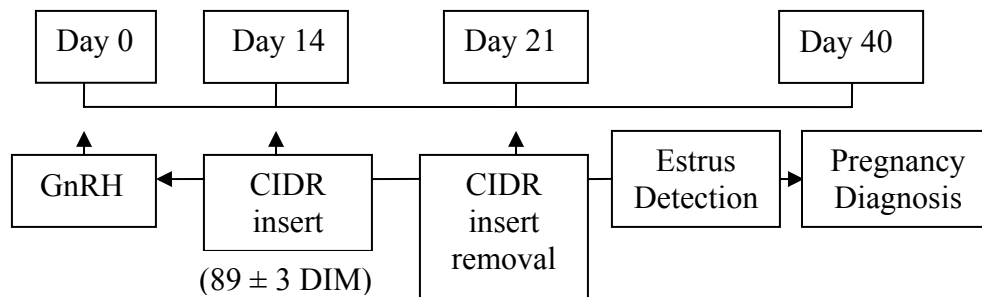 Day 0
Day 14
Day 21
Day 40
GnRH
CIDR
insert
(89 ± 3 DIM)
CIDR
insert
removal
Estrus
Detection
Pregnancy
Diagnosis